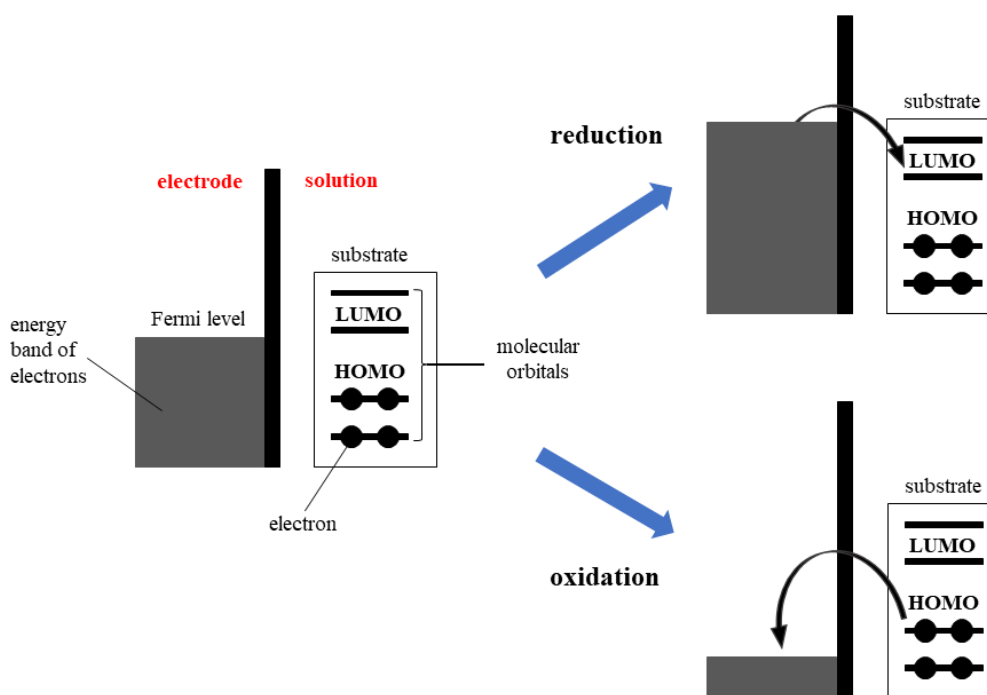 electrode
solution
substrate
LUMO
HOMO
Fermi level
energy
band of
electrons
molecular
orbitals
electron
reduction
substrate
LUMO
HOMO
oxidation
substrate
LUMO
HOMO